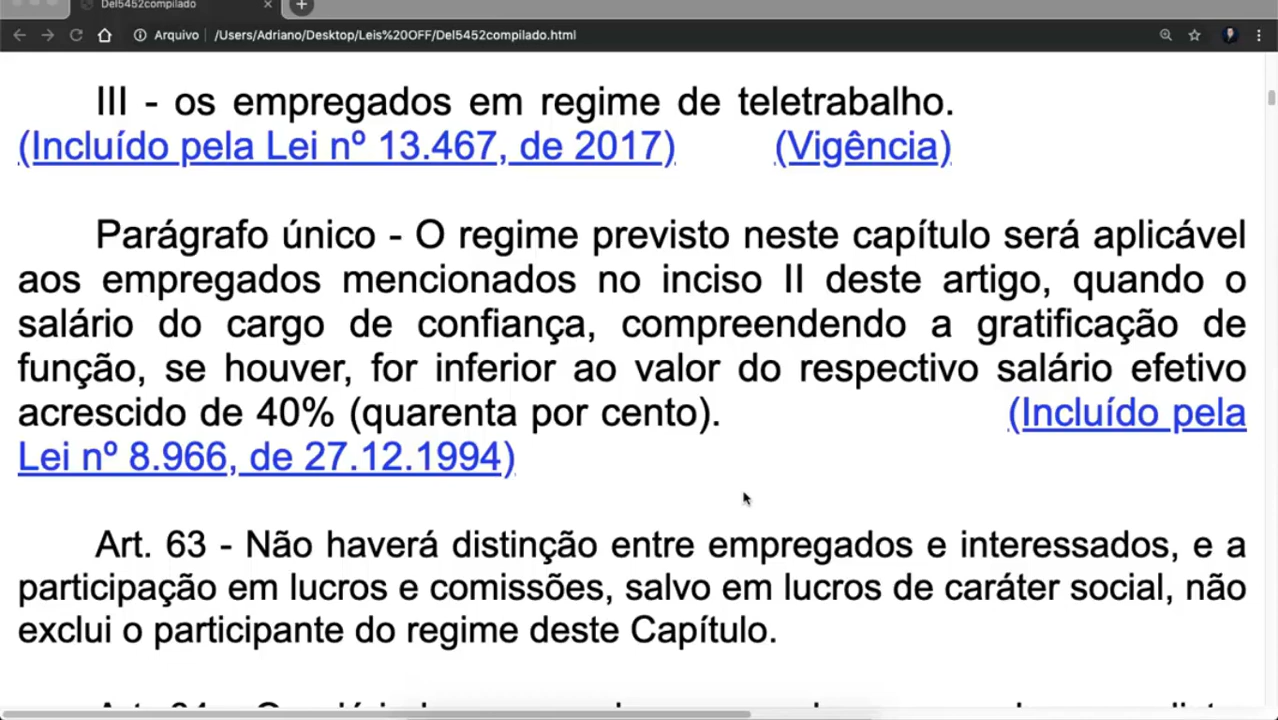 Del5452compilado
Arquivo
/Users/Adriano/Desktop/Leis%20OFF/Del5452compilado.html
III - os empregados em regime de teletrabalho.
(Incluído pela Lei nº 13.467, de 2017) (Vigência)
Parágrafo único - O regime previsto neste capítulo será aplicável
aos empregados mencionados no inciso II deste artigo, quando o
salário do cargo de confiança, compreendendo a gratificação de
função, se houver, for inferior ao valor do respectivo salário efetivo
acrescido de 40% (quarenta por cento). (Incluído pela
Lei nº 8.966, de 27.12.1994)
Art. 63 - Não haverá distinção entre empregados e interessados, e a
participação em lucros e comissões, salvo em lucros de caráter social, não
exclui o participante do regime deste Capítulo.